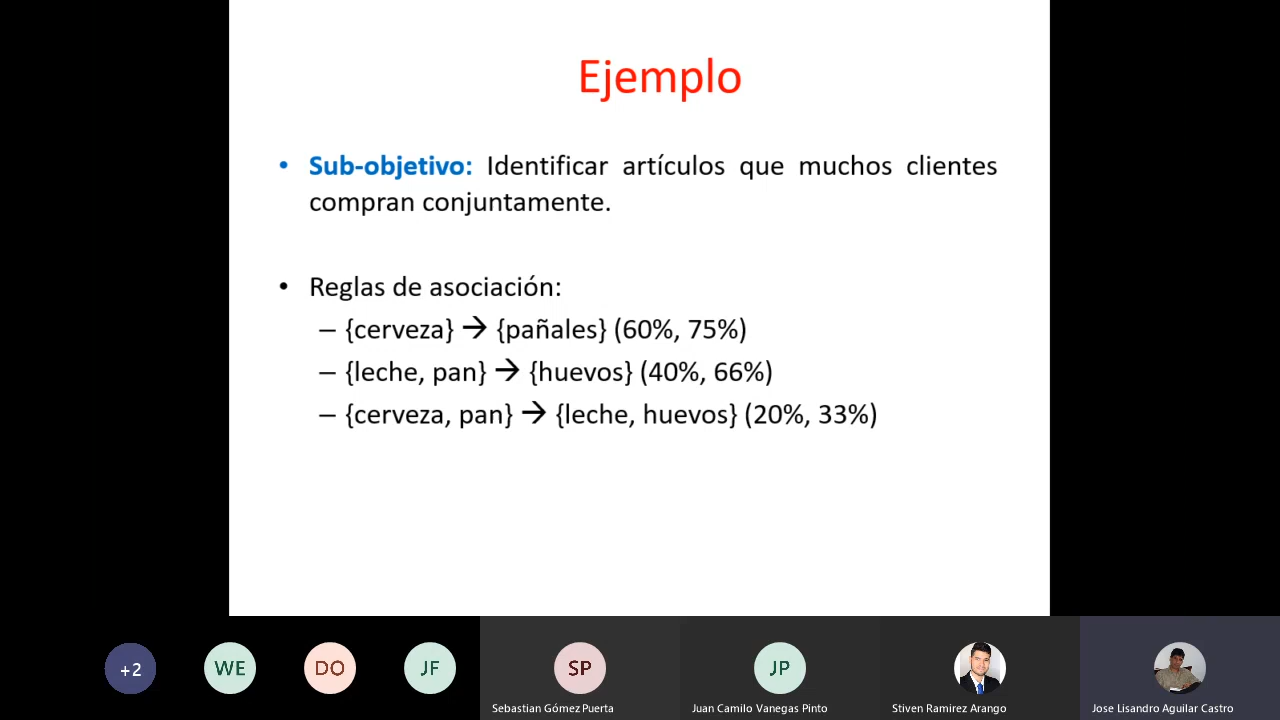 Ejemplo
• Sub-objetivo: Identificar artículos que muchos clientes
compran conjuntamente.
• Reglas de asociación:
– {cerveza} → {pañales} (60%, 75%)
– {leche, pan} → {huevos} (40%, 66%)
– {cerveza, pan} → {leche, huevos} (20%, 33%)
+2 WE DO JF SP JP
Sebastian Gómez Puerta Juan Camilo Vanegas Pinto Stiven Ramirez Arango Jose Lisandro Aguilar Castro